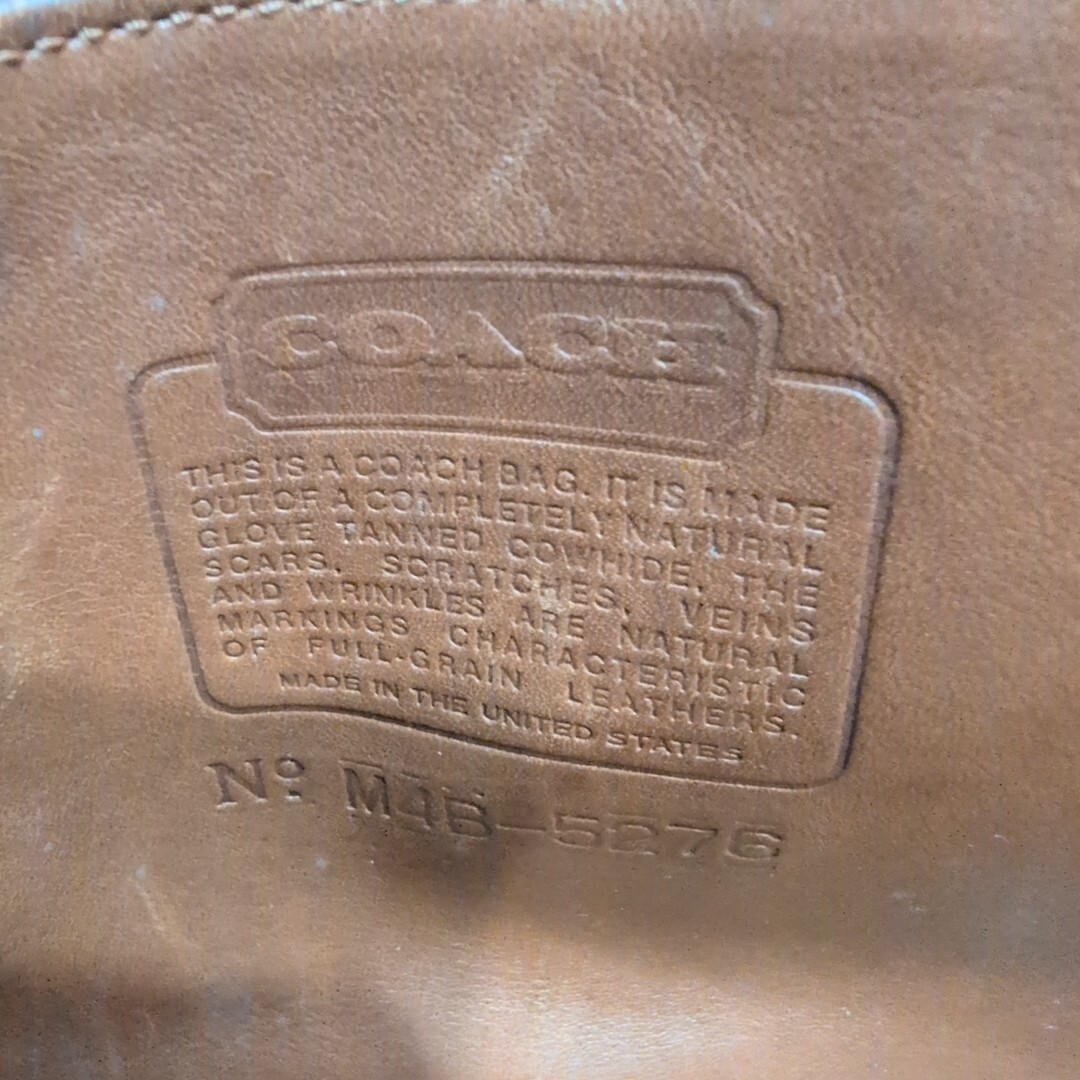 COACH
THIS IS A COACH BAG. IT IS MADE
OUT OF A COMPLETELY NATURAL
GLOVE TANNED COWHIDE, THE
SCARS, SCRATCHES, VEINS
AND WRINKLES ARE NATURAL
MARKINGS CHARACTERISTIC
OF FULL-GRAIN LEATHERS.
MADE IN THE UNITED STATES
Nº M4B-5276